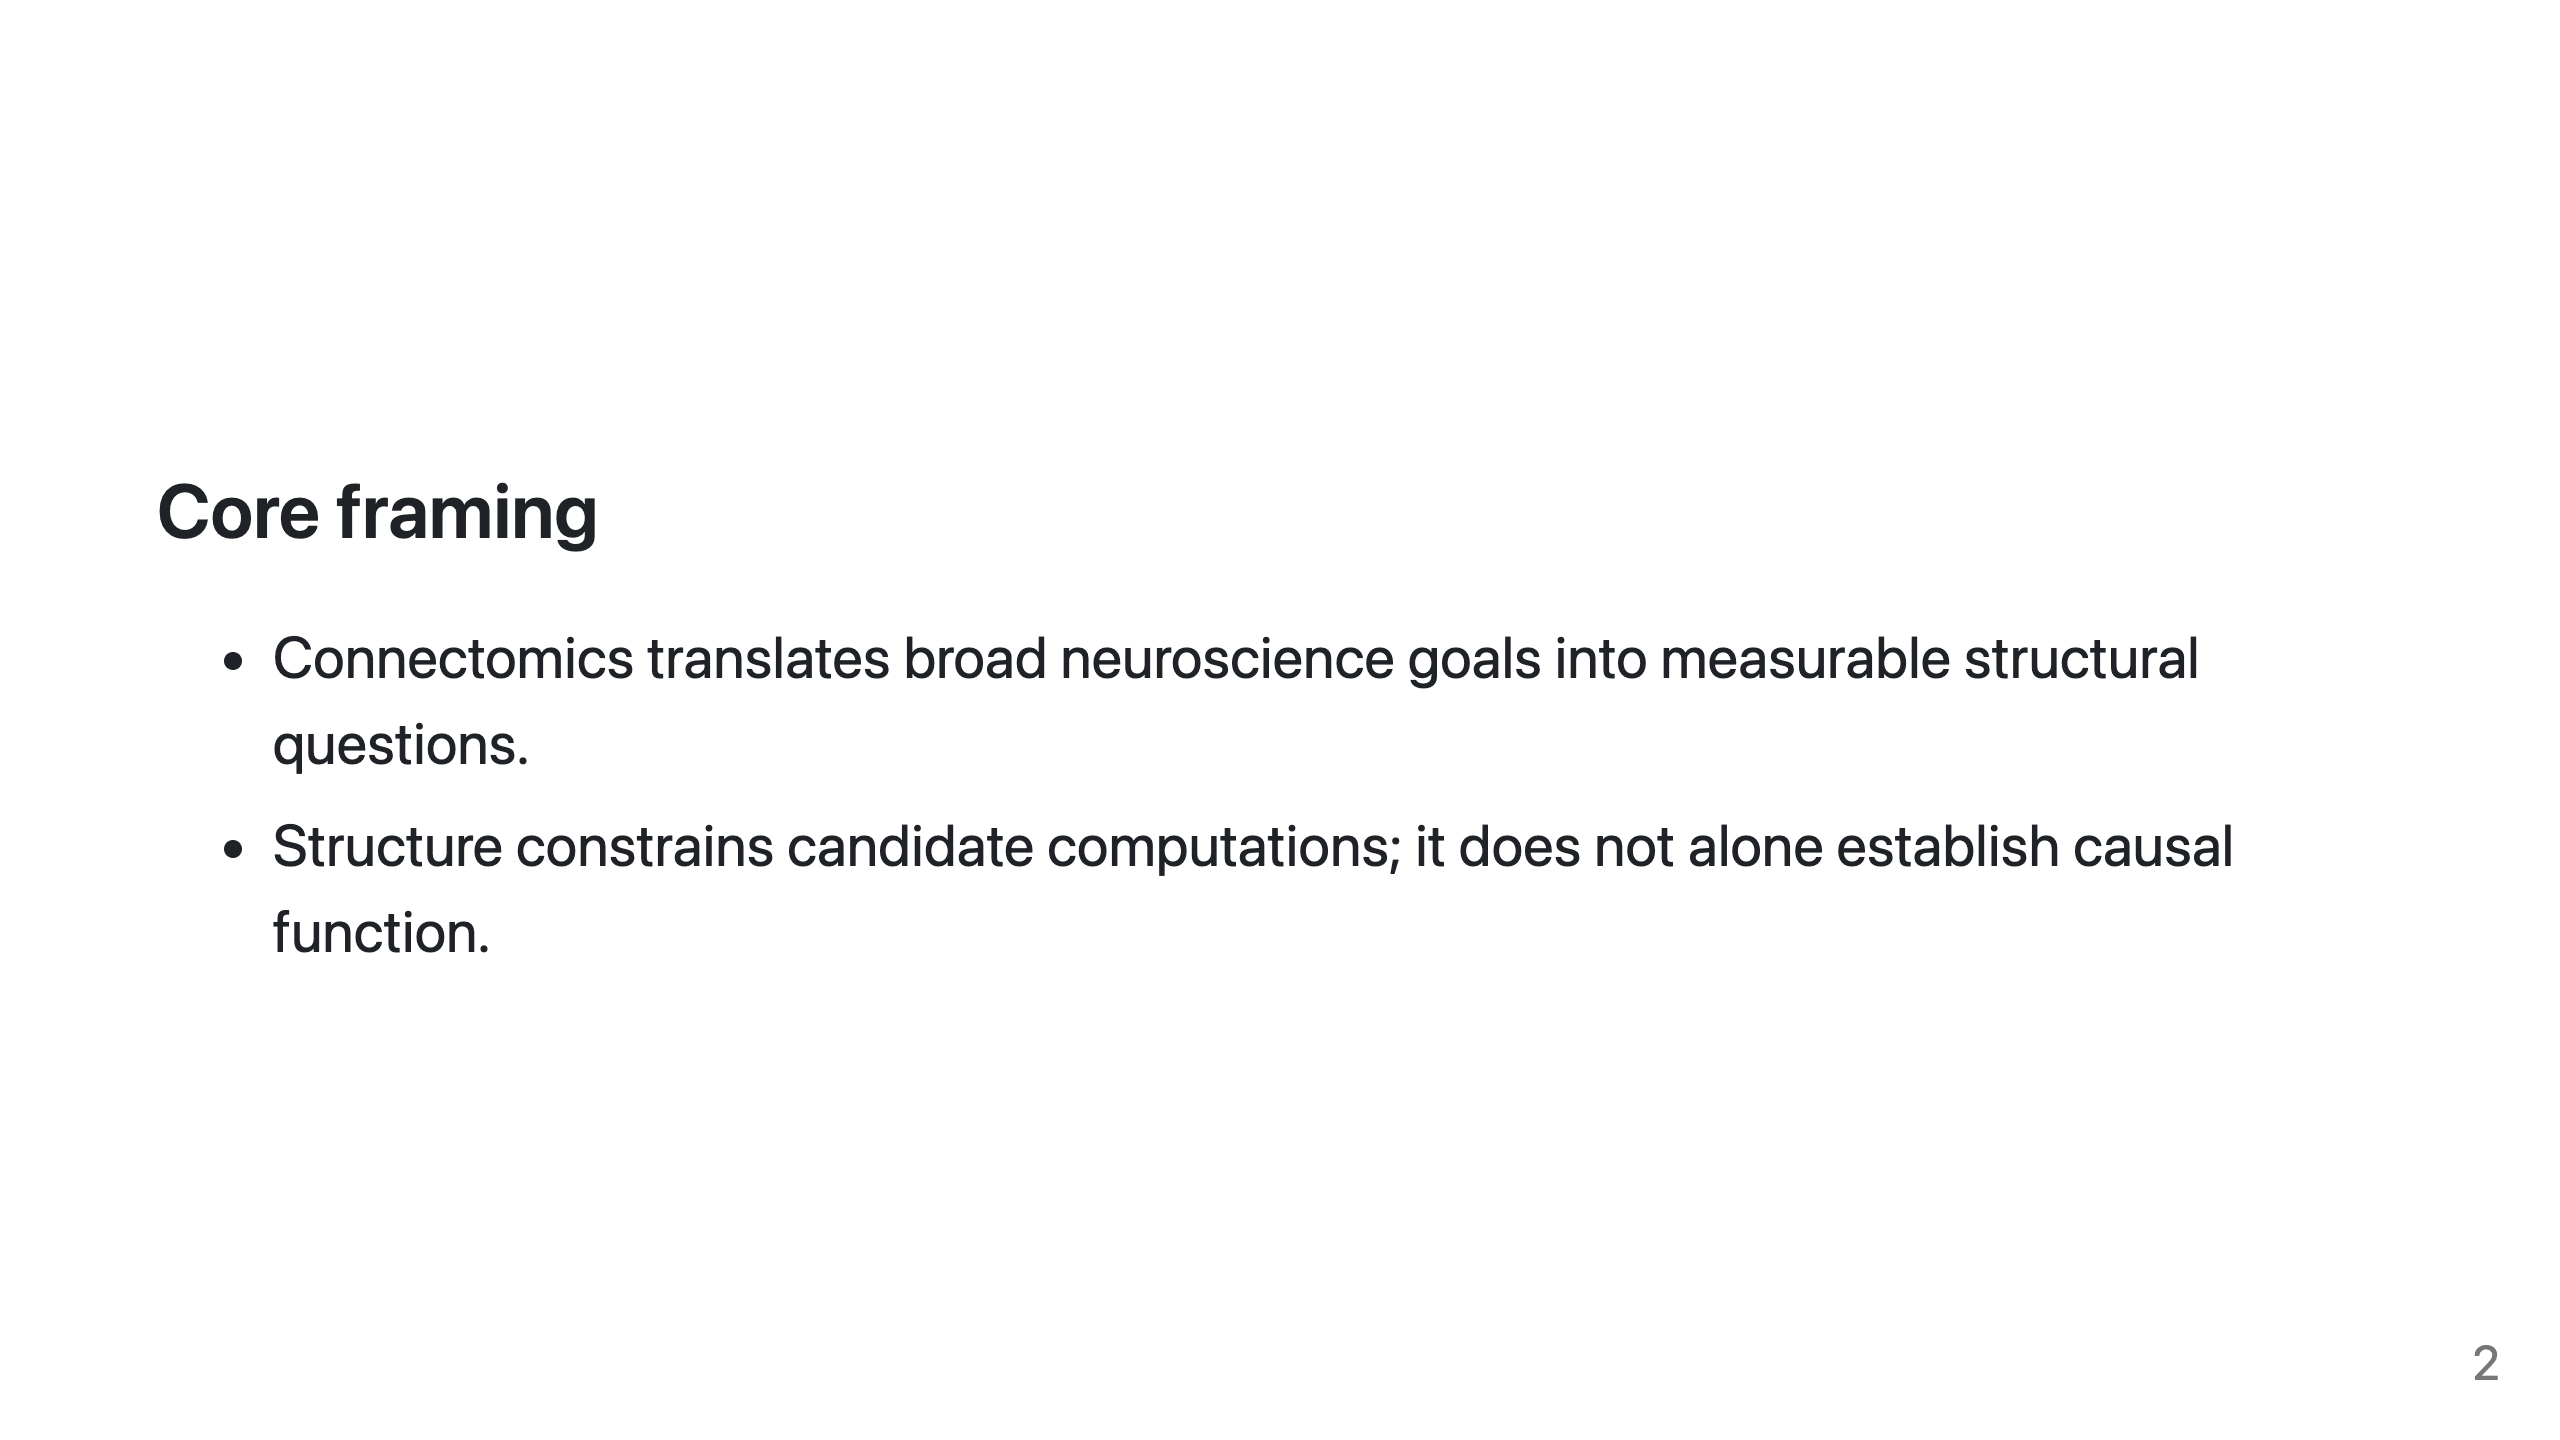 Core framing
• Connectomics translates broad neuroscience goals into measurable structural
questions.
• Structure constrains candidate computations; it does not alone establish causal
function.
2